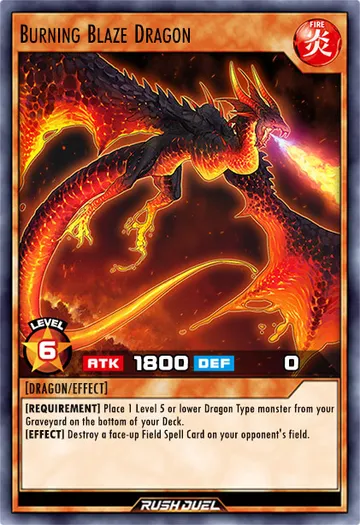 BURNING BLAZE DRAGON
FIRE
炎
LEVEL
6
ATK 1800 DEF 0
[DRAGON/EFFECT]
[REQUIREMENT] Place 1 Level 5 or lower Dragon Type monster from your
Graveyard on the bottom of your Deck.
[EFFECT] Destroy a face-up Field Spell Card on your opponent's field.
RUSH DUEL